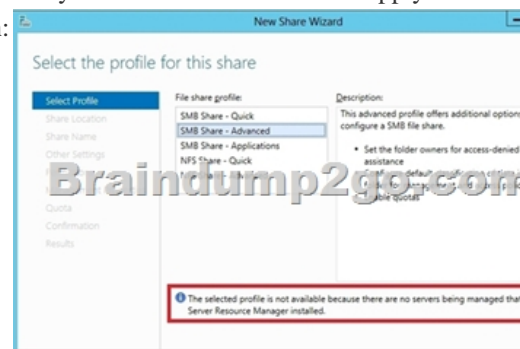 New Share Wizard
Select the profile for this share
Select Profile
Share Location
Share Name
Other Settings
Quota
Confirmation
Results
File share profile:
SMB Share - Quick
SMB Share - Advanced
SMB Share - Applications
NFS Share - Quick
Description:
This advanced profile offers additional options
configure a SMB file share.
• Set the folder owners for access-denied
assistance
Braindump2go.com
quotas
The selected profile is not available because there are no servers being managed that
Server Resource Manager installed.